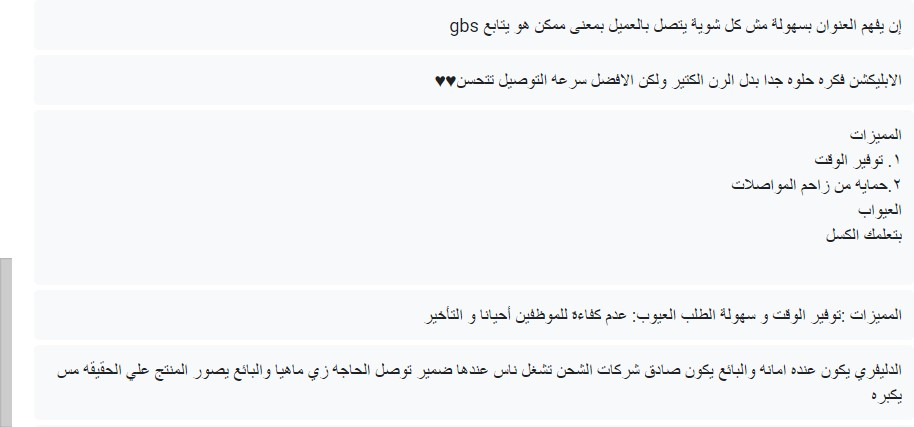 إن يفهم العنوان بسهولة مش كل شوية يتصل بالعميل بمعنى ممكن هو يتابع gbs
الابليكشن فكره حلوه جدا بدل الرن الكتير ولكن الافضل سرعه التوصيل تتحسن♥♥
المميزات
١. توفير الوقت
٢.حمايه من زاحم المواصلات
العيواب
بتعلمك الكسل
المميزات :توفير الوقت و سهولة الطلب العيوب: عدم كفاءة للموظفين أحيانا و التأخير
الدليفري يكون عنده امانه والبائع يكون صادق شركات الشحن تشغل ناس عندها ضمير توصل الحاجه زي ماهيا والبائع يصور المنتج علي الحقيقه مس
يكبره